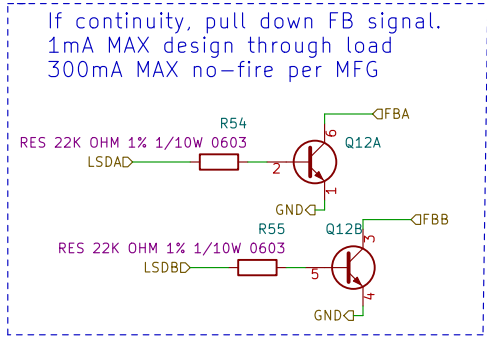 If continuity, pull down FB signal.
1mA MAX design through load
300mA MAX no-fire per MFG
FBA
R54
6
RES 22K OHM 1% 1/10W 0603
Q12A
LSDA
2
1
GND
FBB
R55
Q12B
3
RES 22K OHM 1% 1/10W 0603
LSDB
5
4
GND